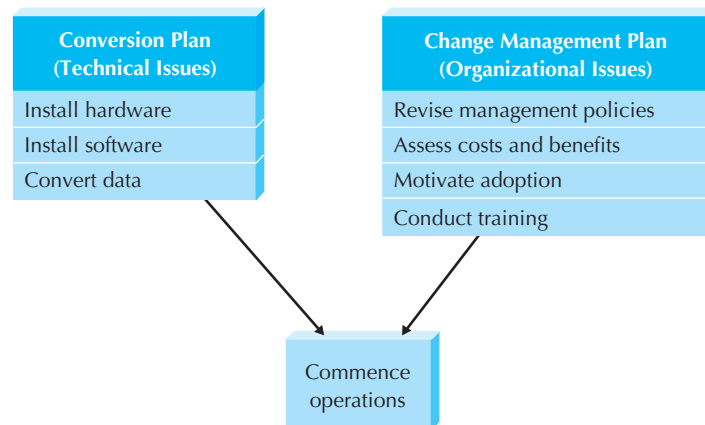 Conversion Plan
(Technical Issues)
Install hardware
Install software
Convert data
Change Management Plan
(Organizational Issues)
Revise management policies
Assess costs and benefits
Motivate adoption
Conduct training
Commence
operations